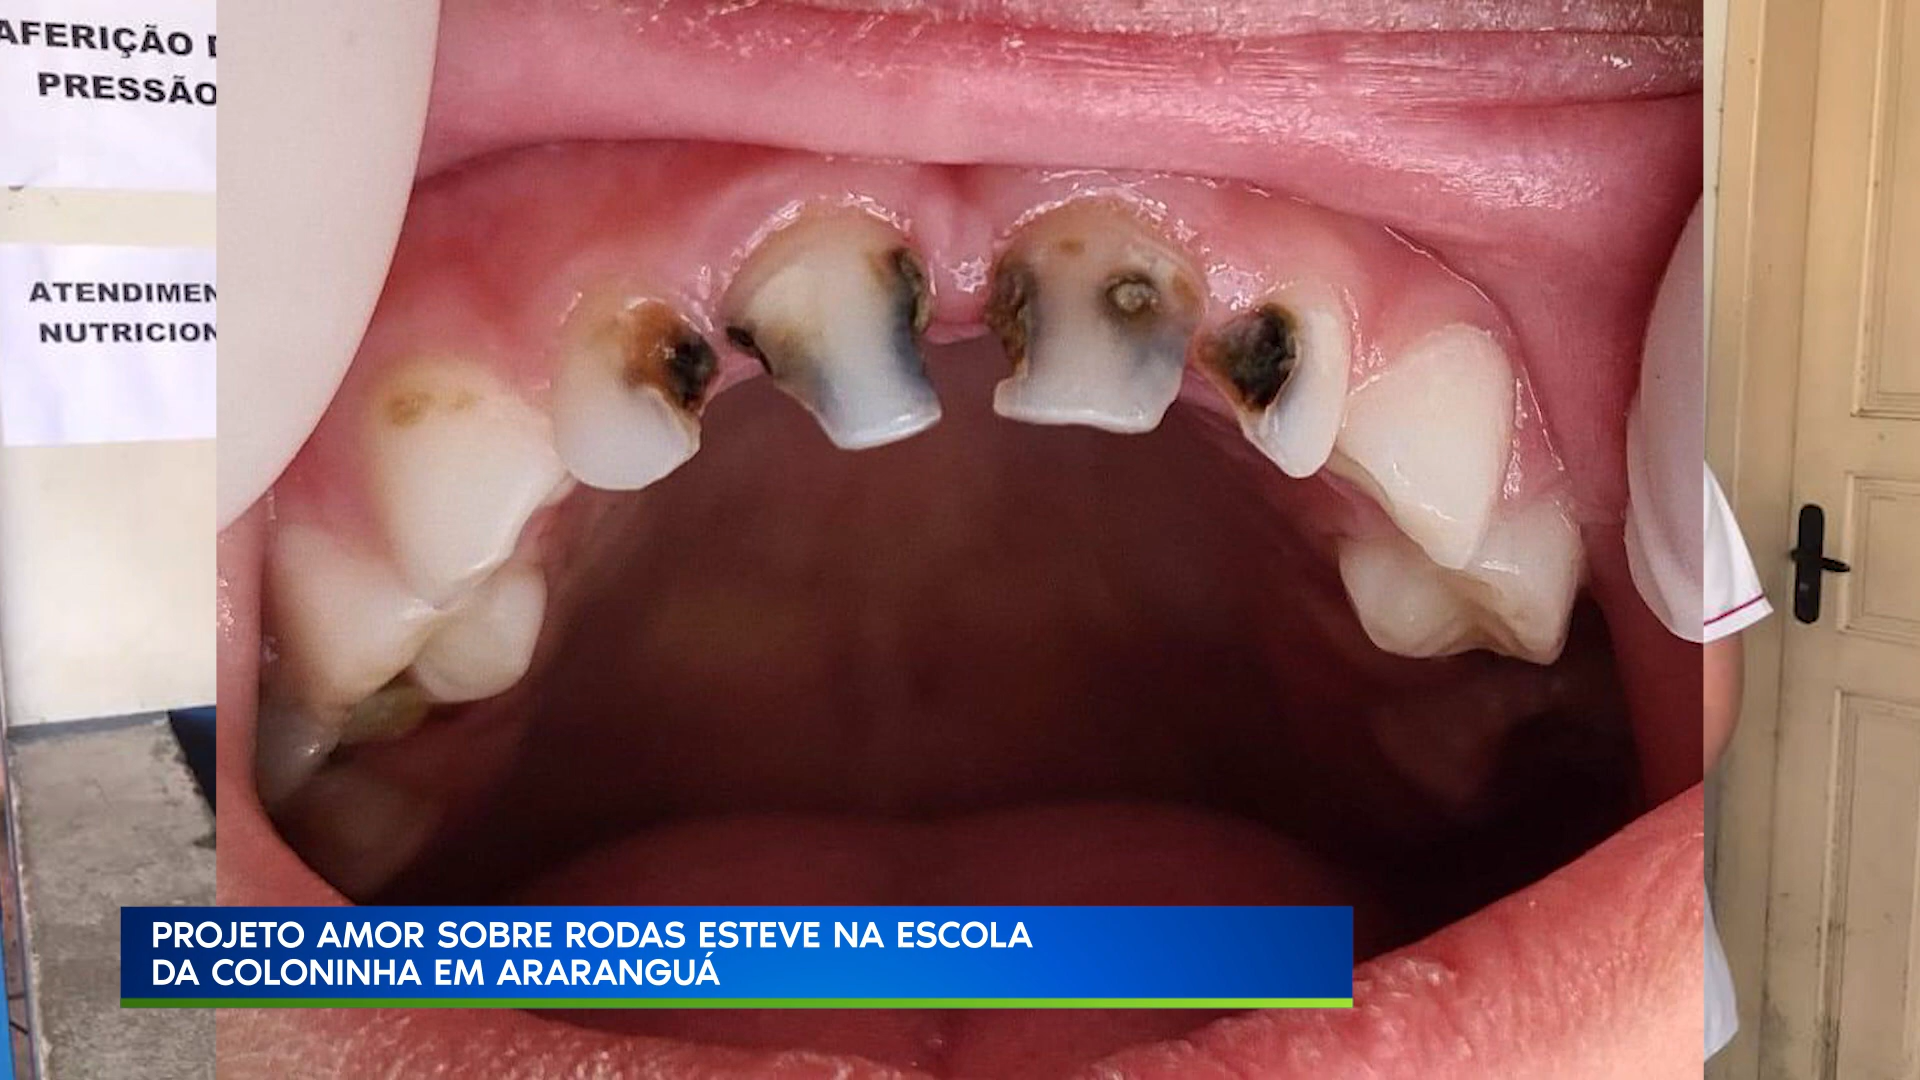 AFERIÇÃO
PRESSÃO
ATENDIMEN
NUTRICION
PROJETO AMOR SOBRE RODAS ESTEVE NA ESCOLA
DA COLONINHA EM ARARANGUÁ